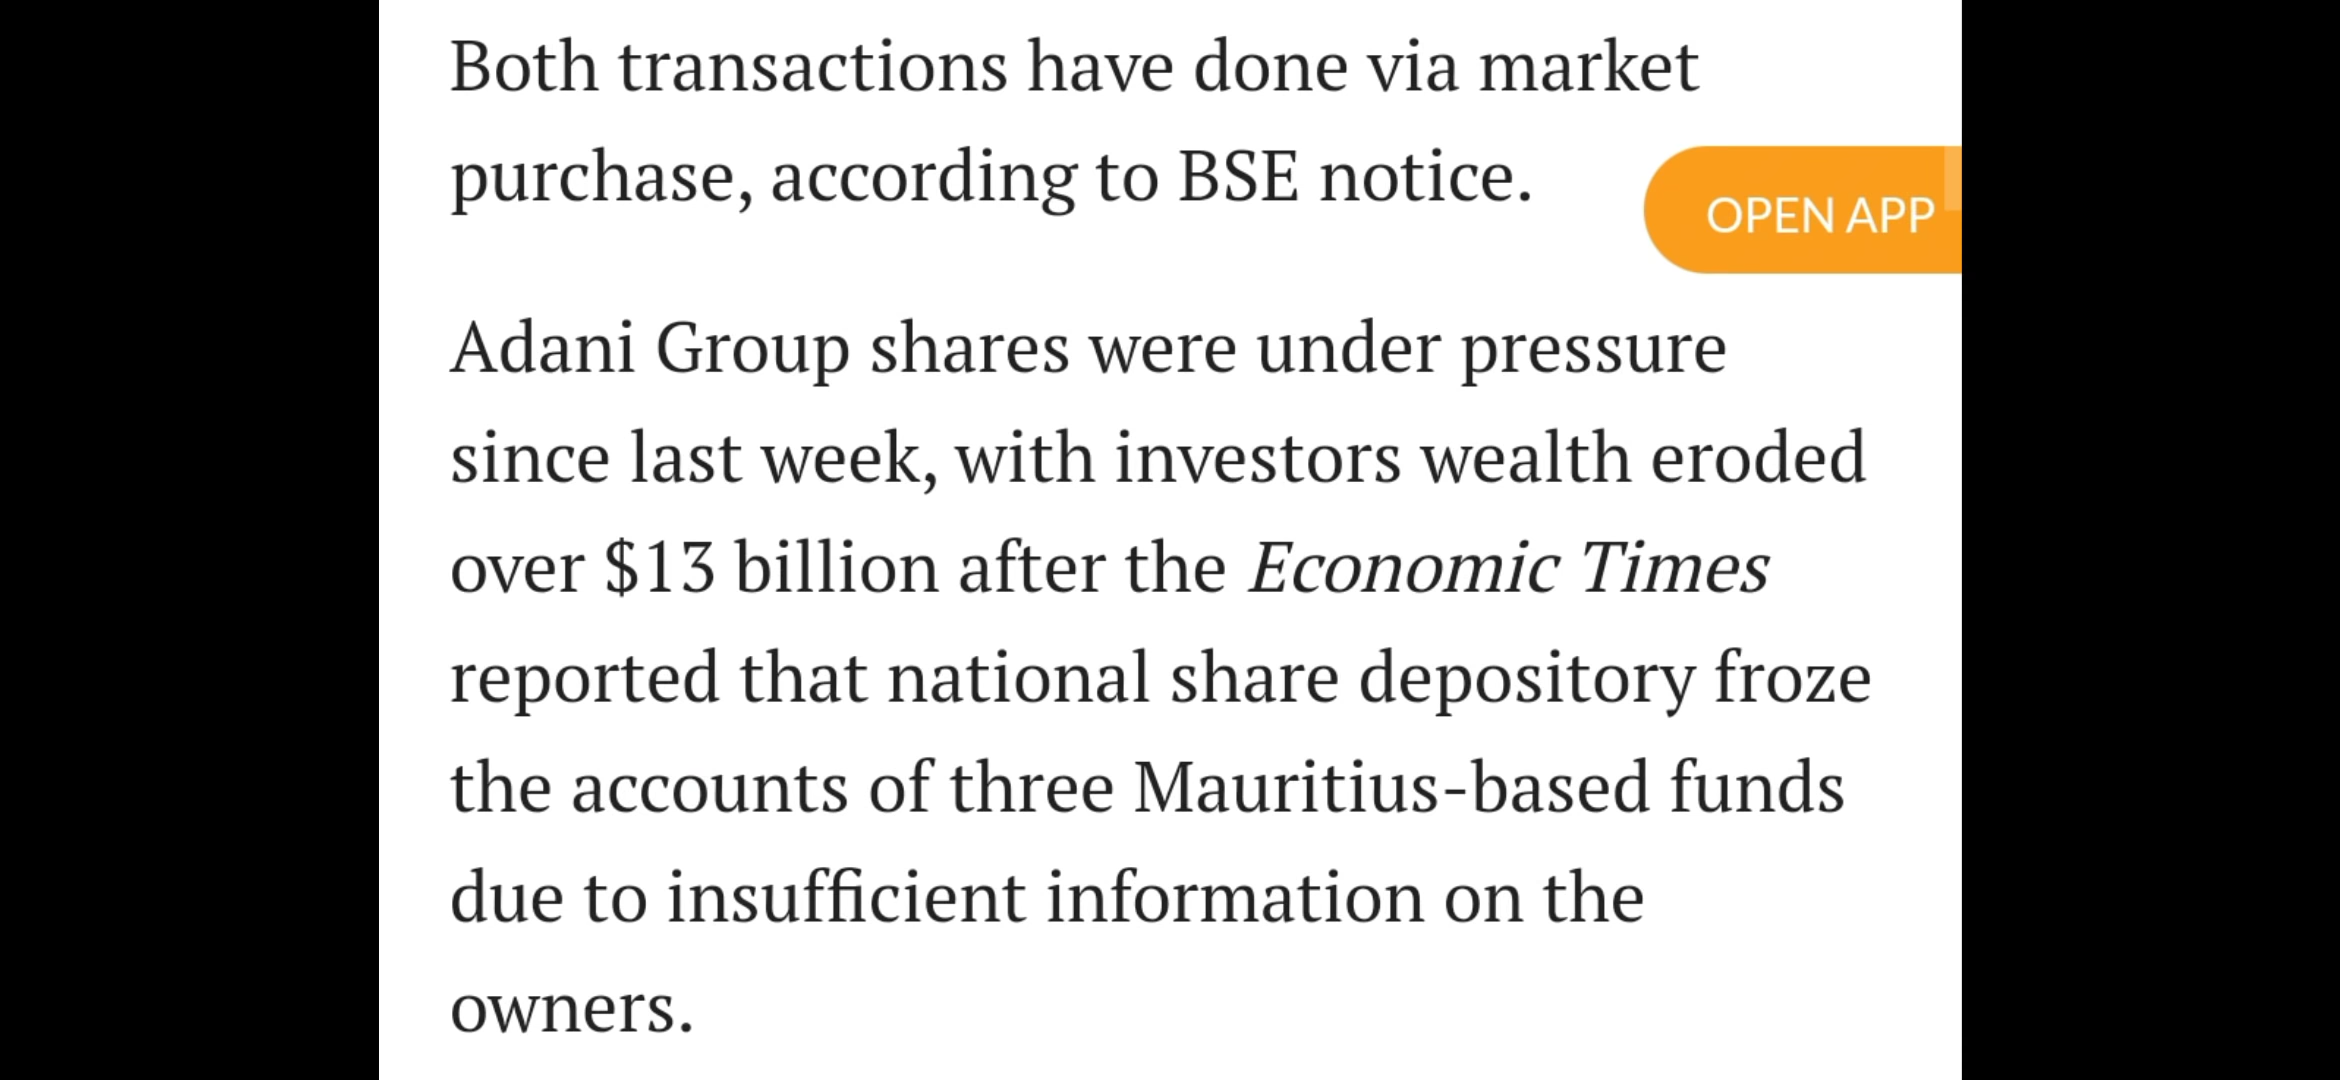 Both transactions have done via market
purchase, according to BSE notice.
OPEN APP
Adani Group shares were under pressure
since last week, with investors wealth eroded
over $13 billion after the Economic Times
reported that national share depository froze
the accounts of three Mauritius-based funds
due to insufficient information on the
owners.